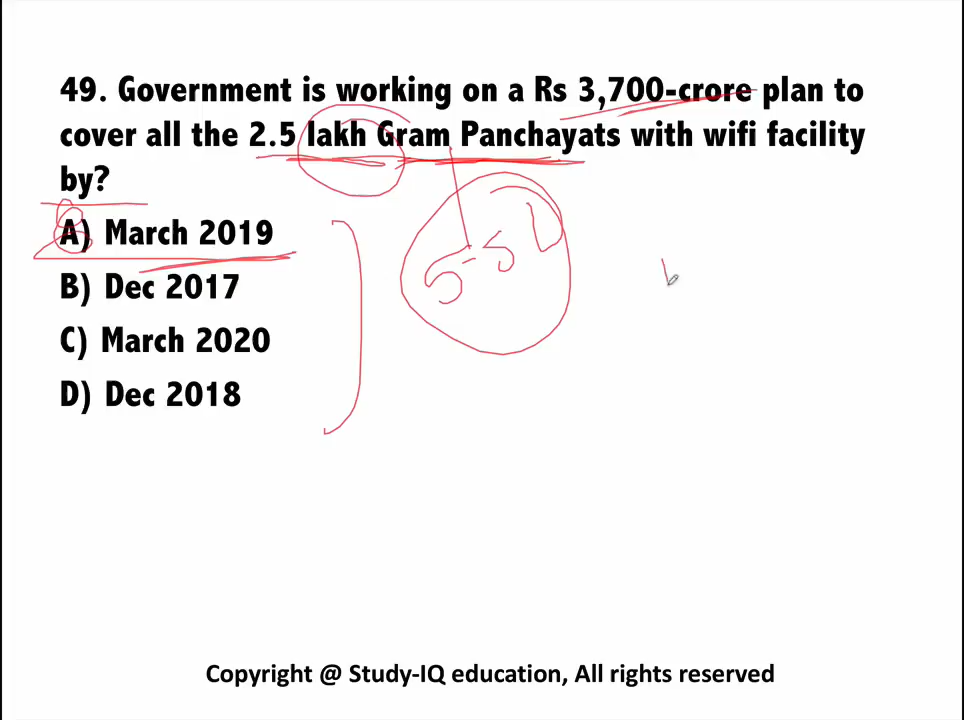 49. Government is working on a Rs 3,700-crore plan to
cover all the 2.5 lakh Gram Panchayats with wifi facility
by?
A) March 2019
B) Dec 2017
C) March 2020
D) Dec 2018
Copyright @ Study-IQ education, All rights reserved